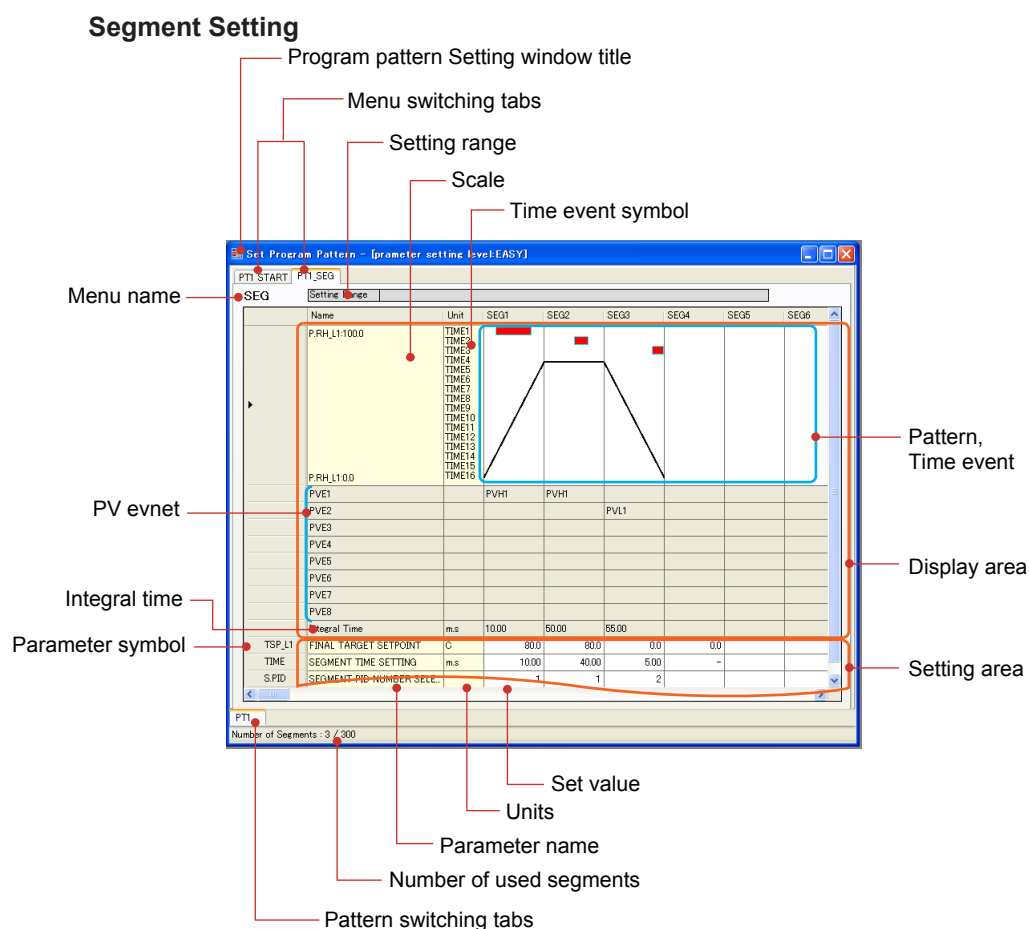 Segment Setting
Program pattern Setting window title
Menu switching tabs
Setting range
Scale
Time event symbol
Set Program Pattern - [prameter setting level:EASY]
PT1 START PT1_SEG
Menu name
SEG
Setting Range
Name Unit SEG1 SEG2 SEG3 SEG4 SEG5 SEG6
P.RH_L1:100.0
TIME1
TIME2
TIME3
TIME4
TIME5
TIME6
TIME7
TIME8
TIME9
TIME10
TIME11
TIME12
TIME13
TIME14
TIME15
TIME16
P.RH_L1:0.0
Pattern,
Time event
PV evnet
PVE1 PVH1 PVH1
PVE2 PVL1
PVE3
PVE4
PVE5
PVE6
PVE7
PVE8
Display area
Integral time
Integral Time m.s 10.00 50.00 55.00
Parameter symbol
TSP_L1 FINAL TARGET SETPOINT C 80.0 80.0 0.0 0.0
TIME SEGMENT TIME SETTING m.s 10.00 40.00 5.00 -
S.PID SEGMENT PID NUMBER SELE.. 1 1 2
Setting area
PT1
Number of Segments : 3 / 300
Set value
Units
Parameter name
Number of used segments
Pattern switching tabs